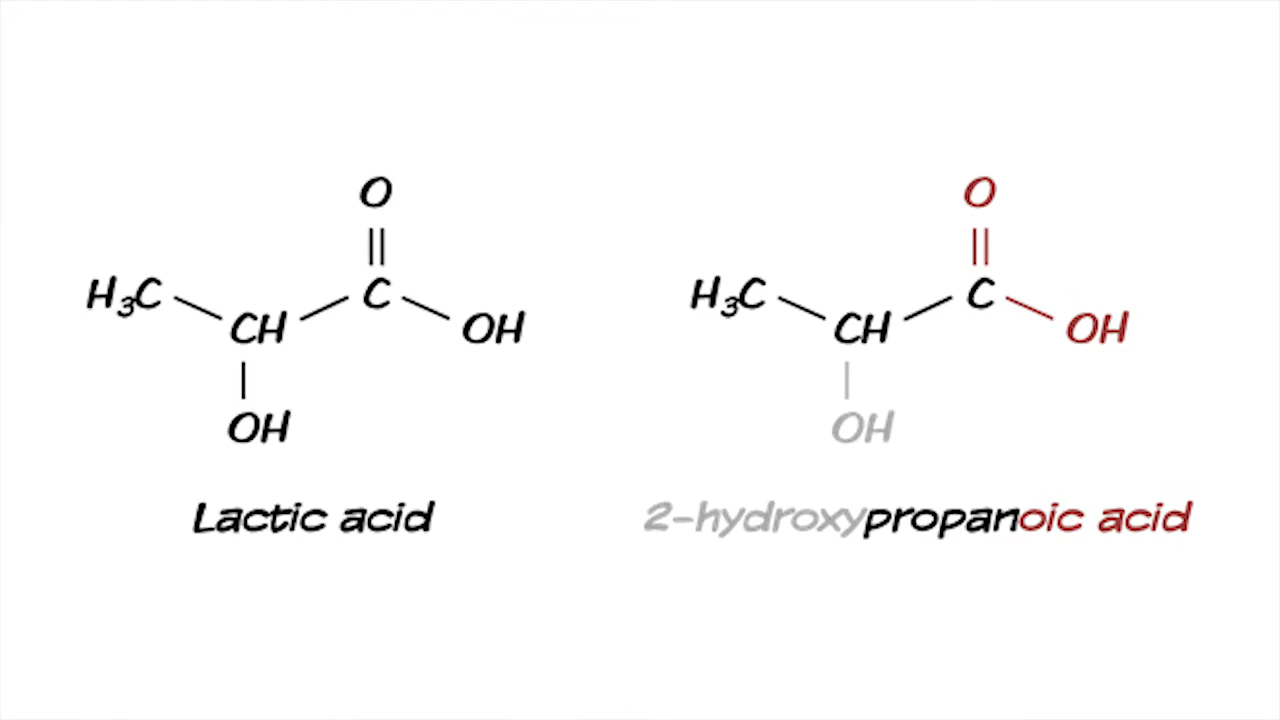 O O
H₃C C H₃C C
CH OH CH OH
OH OH
Lactic acid 2-hydroxypropanoic acid